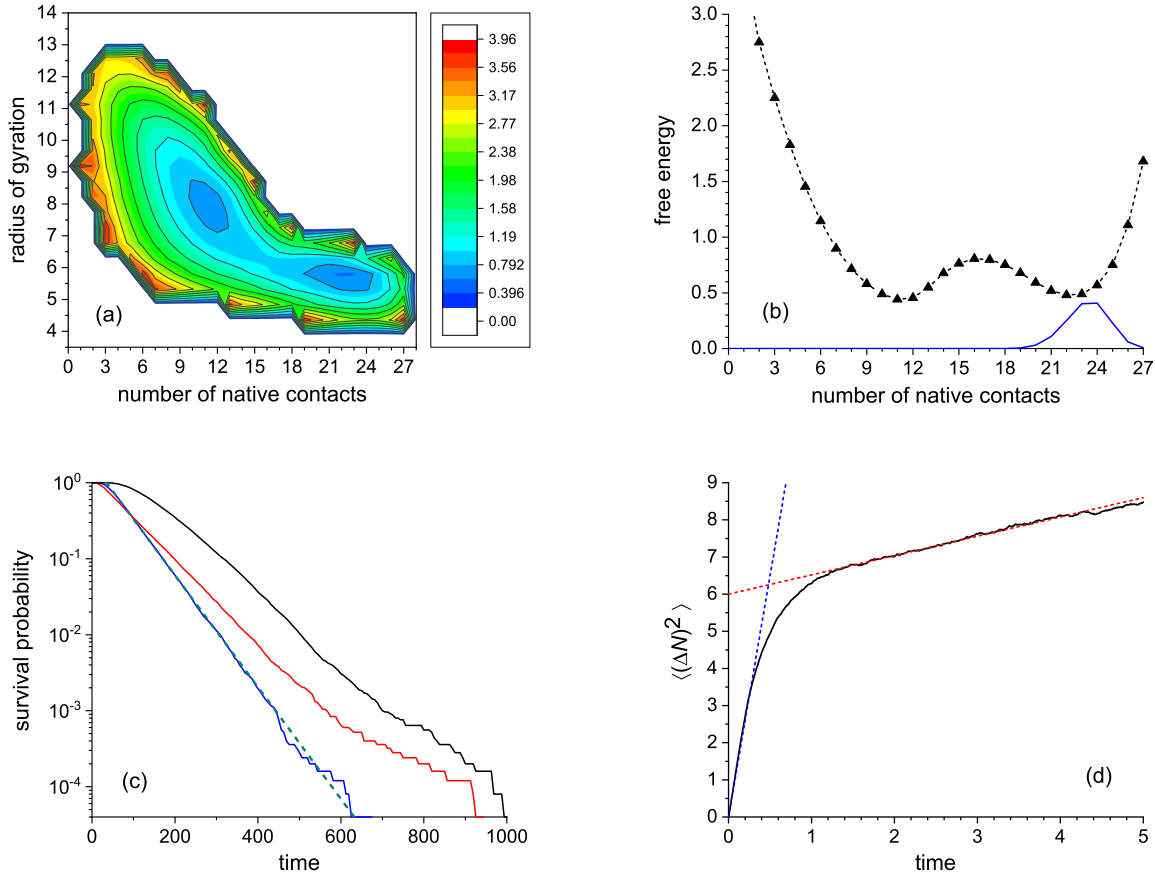 14
13
12
11
10
9
8
7
6
5
4
radius of gyration
0 3 6 9 12 15 18 21 24 27
number of native contacts
(a)
3.96
3.56
3.17
2.77
2.38
1.98
1.58
1.19
0.792
0.396
0.00
3.0
2.5
2.0
1.5
1.0
0.5
0.0
free energy
0 3 6 9 12 15 18 21 24 27
number of native contacts
(b)
10^0
10^-1
10^-2
10^-3
10^-4
survival probability
0 200 400 600 800 1000
time
(c)
9
8
7
6
5
4
3
2
1
0
⟨(ΔN)^2 ⟩
0 1 2 3 4 5
time
(d)